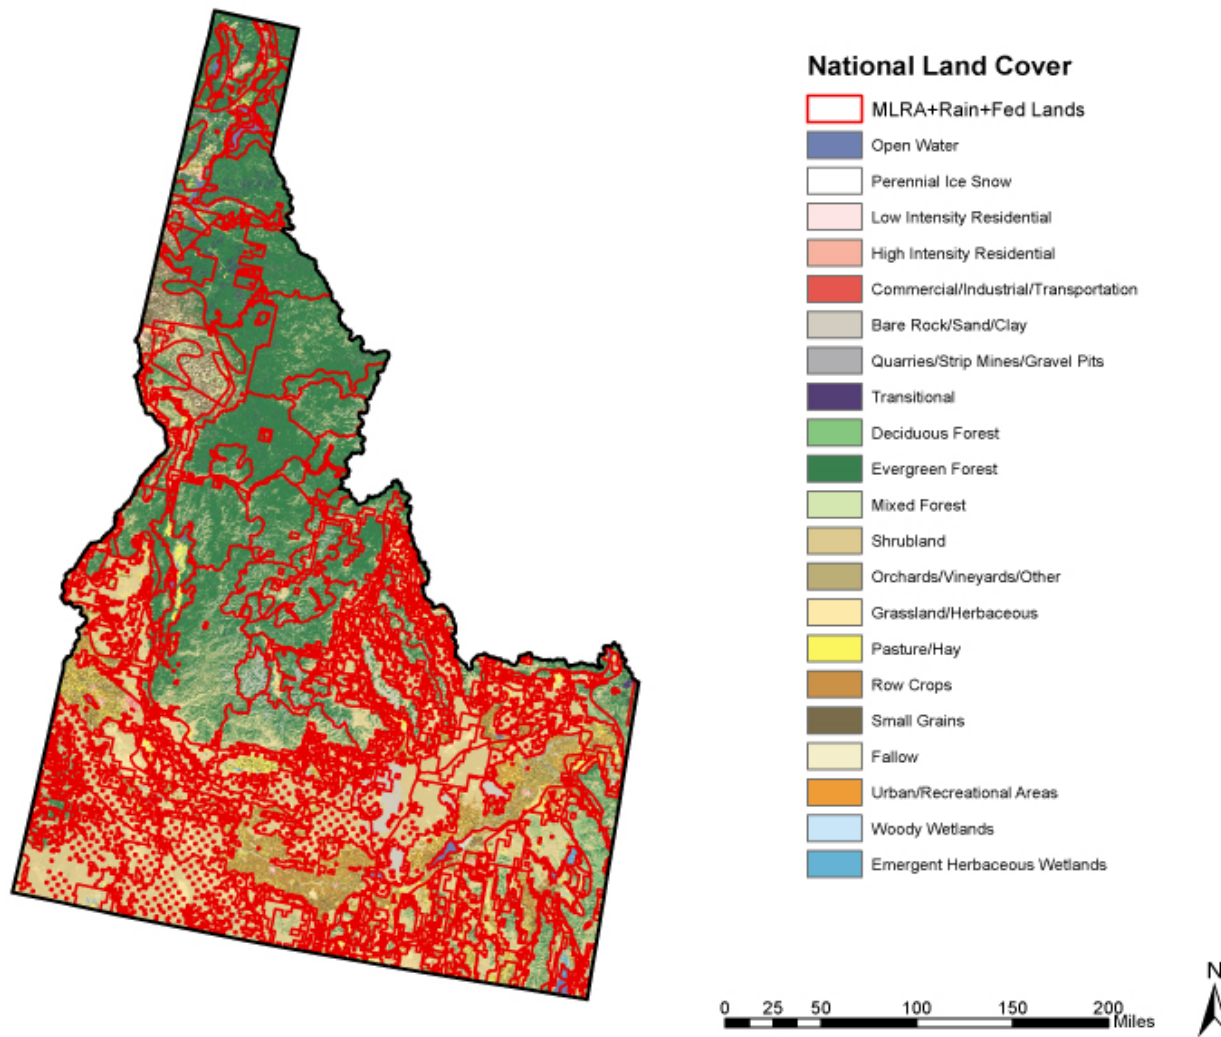 National Land Cover
MLRA+Rain+Fed Lands
Open Water
Perennial Ice Snow
Low Intensity Residential
High Intensity Residential
Commercial/Industrial/Transportation
Bare Rock/Sand/Clay
Quarries/Strip Mines/Gravel Pits
Transitional
Deciduous Forest
Evergreen Forest
Mixed Forest
Shrubland
Orchards/Vineyards/Other
Grassland/Herbaceous
Pasture/Hay
Row Crops
Small Grains
Fallow
Urban/Recreational Areas
Woody Wetlands
Emergent Herbaceous Wetlands
N
0 25 50 100 150 200
Miles